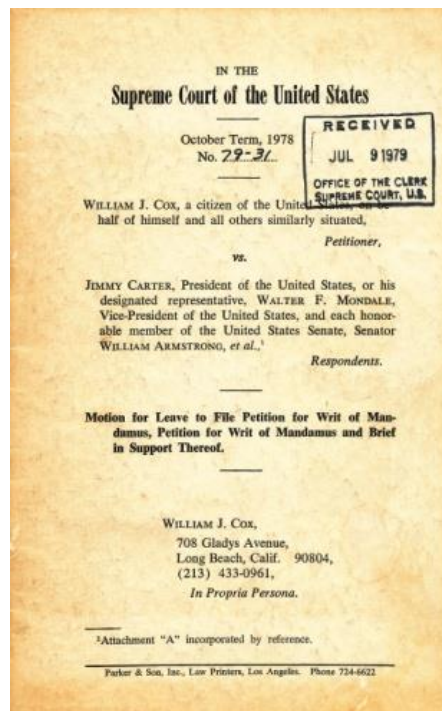 IN THE
Supreme Court of the United States
October Term, 1978
No. 79-31
RECEIVED
JUL 9 1979
OFFICE OF THE CLERK
SUPREME COURT, U.S.
WILLIAM J. COX, a citizen of the United States, on be-
half of himself and all others similarly situated,
Petitioner,
vs.
JIMMY CARTER, President of the United States, or his
designated representative, WALTER F. MONDALE,
Vice-President of the United States, and each honor-
able member of the United States Senate, Senator
WILLIAM ARMSTRONG, et al.,¹
Respondents.
Motion for Leave to File Petition for Writ of Man-
damus, Petition for Writ of Mandamus and Brief
in Support Thereof.
WILLIAM J. COX,
708 Gladys Avenue,
Long Beach, Calif. 90804,
(213) 433-0961,
In Propria Persona.
¹Attachment "A" incorporated by reference.
Parker & Son, Inc., Law Printers, Los Angeles. Phone 724-6622